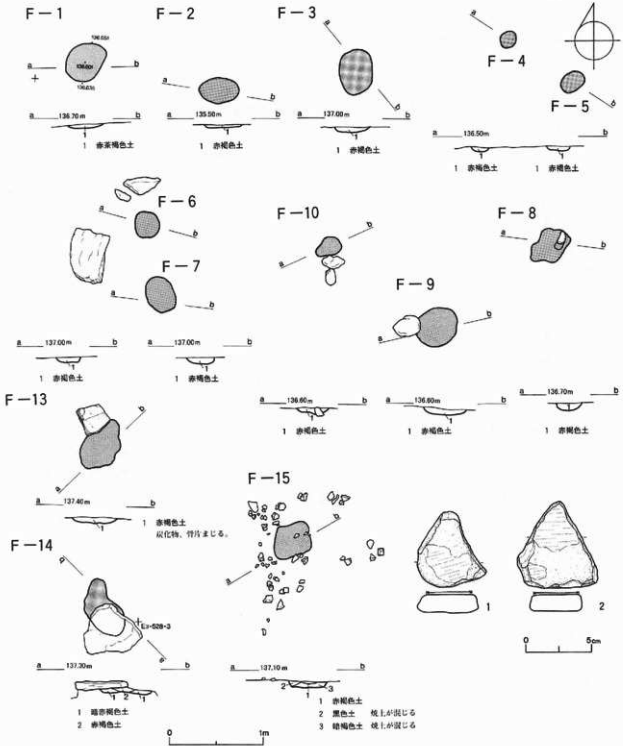 F-1
F-2
F-3
F-4
F-5
a b
a b
a b
a b
a 136.70m b
a 135.90m b
a 137.00m b
a 136.50m b
1 赤茶褐色土
1 赤褐色土
1 赤褐色土
1 赤褐色土 1 赤褐色土
F-6
F-7
F-10
F-9
F-8
a b
a b
a b
a b
a b
a 137.00m b
a 137.00m b
1 赤褐色土
1 赤褐色土
a 136.60m b
a 136.60m b
a 136.70m b
1 赤褐色土
1 赤褐色土
1 赤褐色土
F-13
a b
a 137.40m b
1 赤褐色土
炭化物、骨片まじる。
F-14
a 137.30m b
1 2 1
1 暗赤褐色土
2 赤褐色土
F-15
a b
a 137.10m b
2 1 3
1 赤褐色土
2 黒色土 焼土が混じる
3 暗褐色土 焼土が混じる
0 1m
1
2
0 5cm